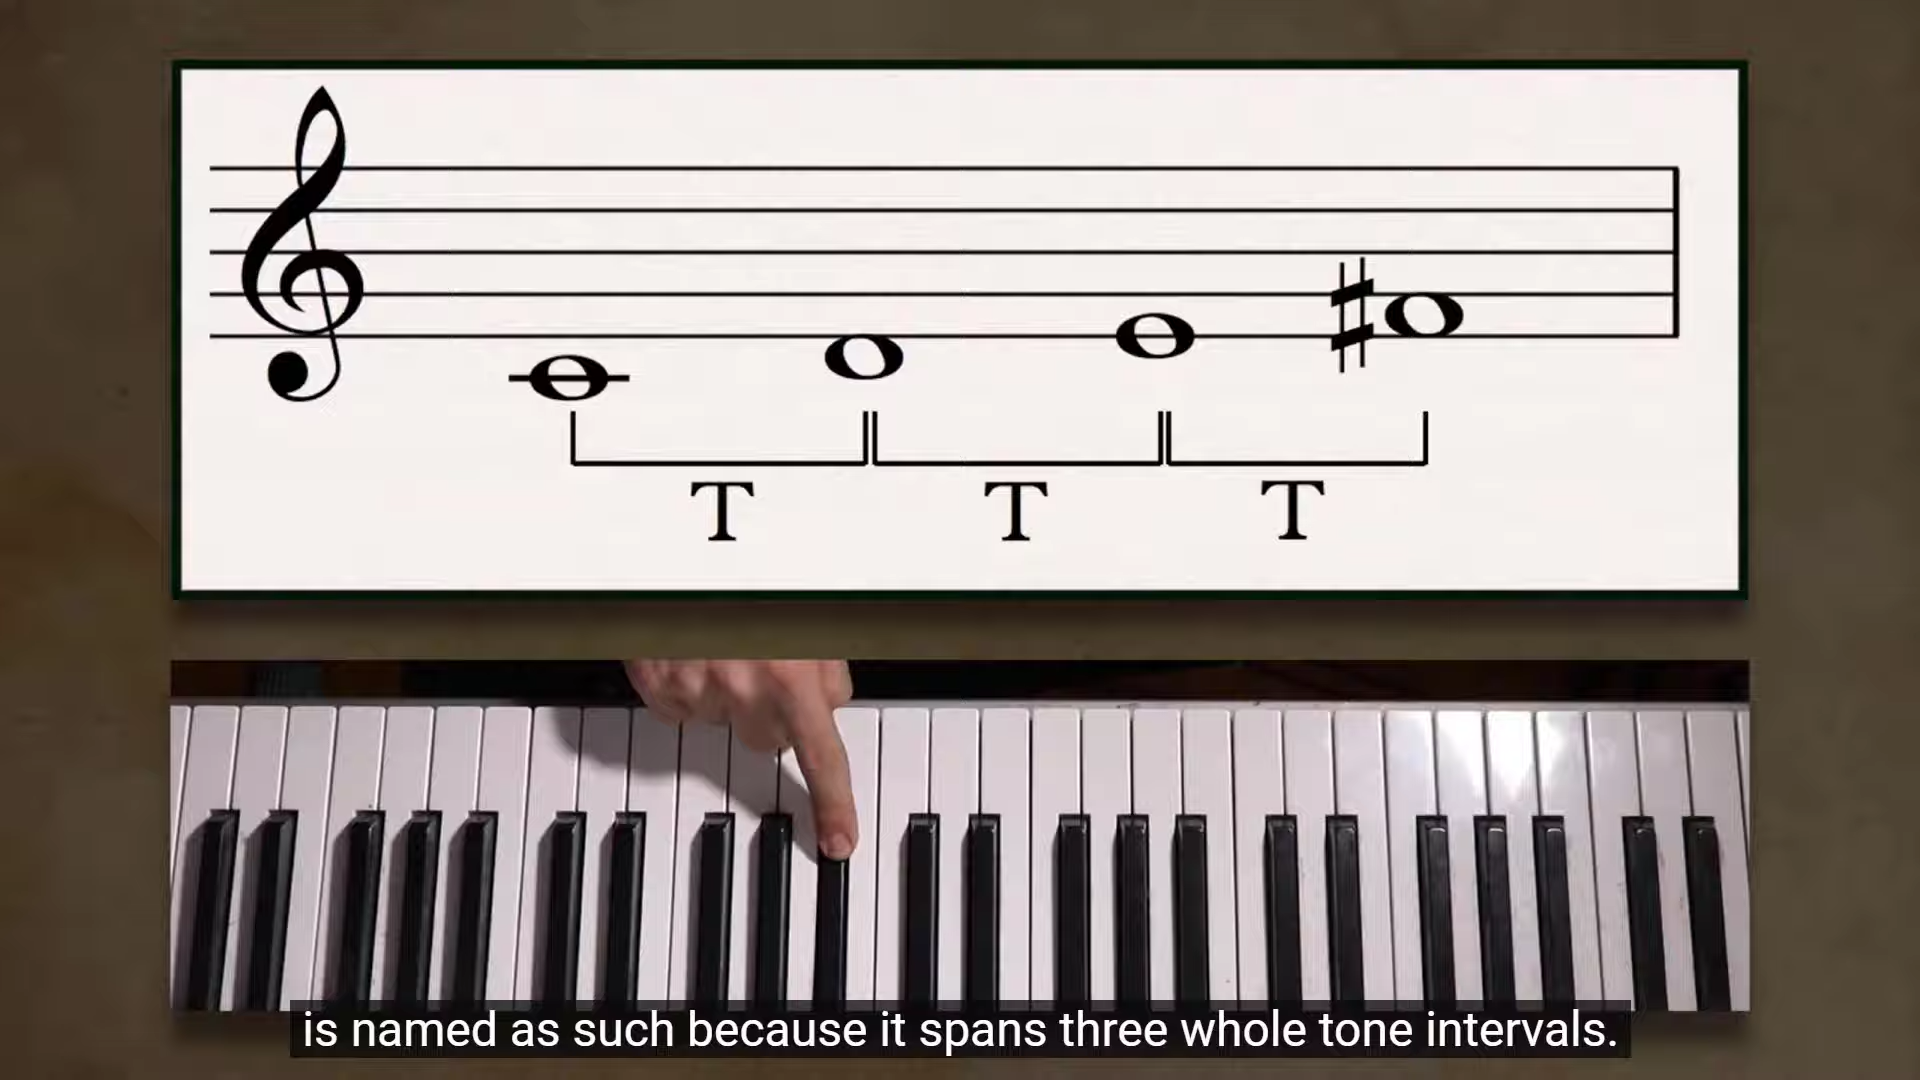 T T T
is named as such because it spans three whole tone intervals.